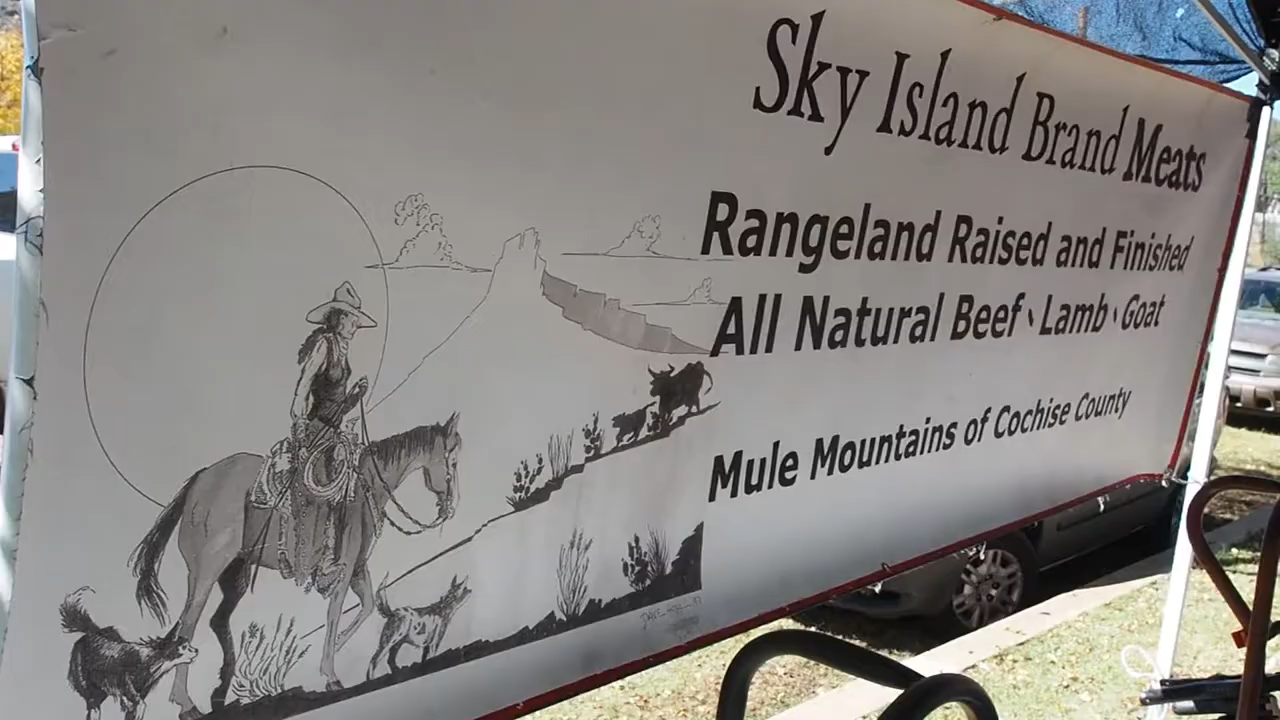 Sky Island Brand Meats
Rangeland Raised and Finished
All Natural Beef · Lamb · Goat
Mule Mountains of Cochise County